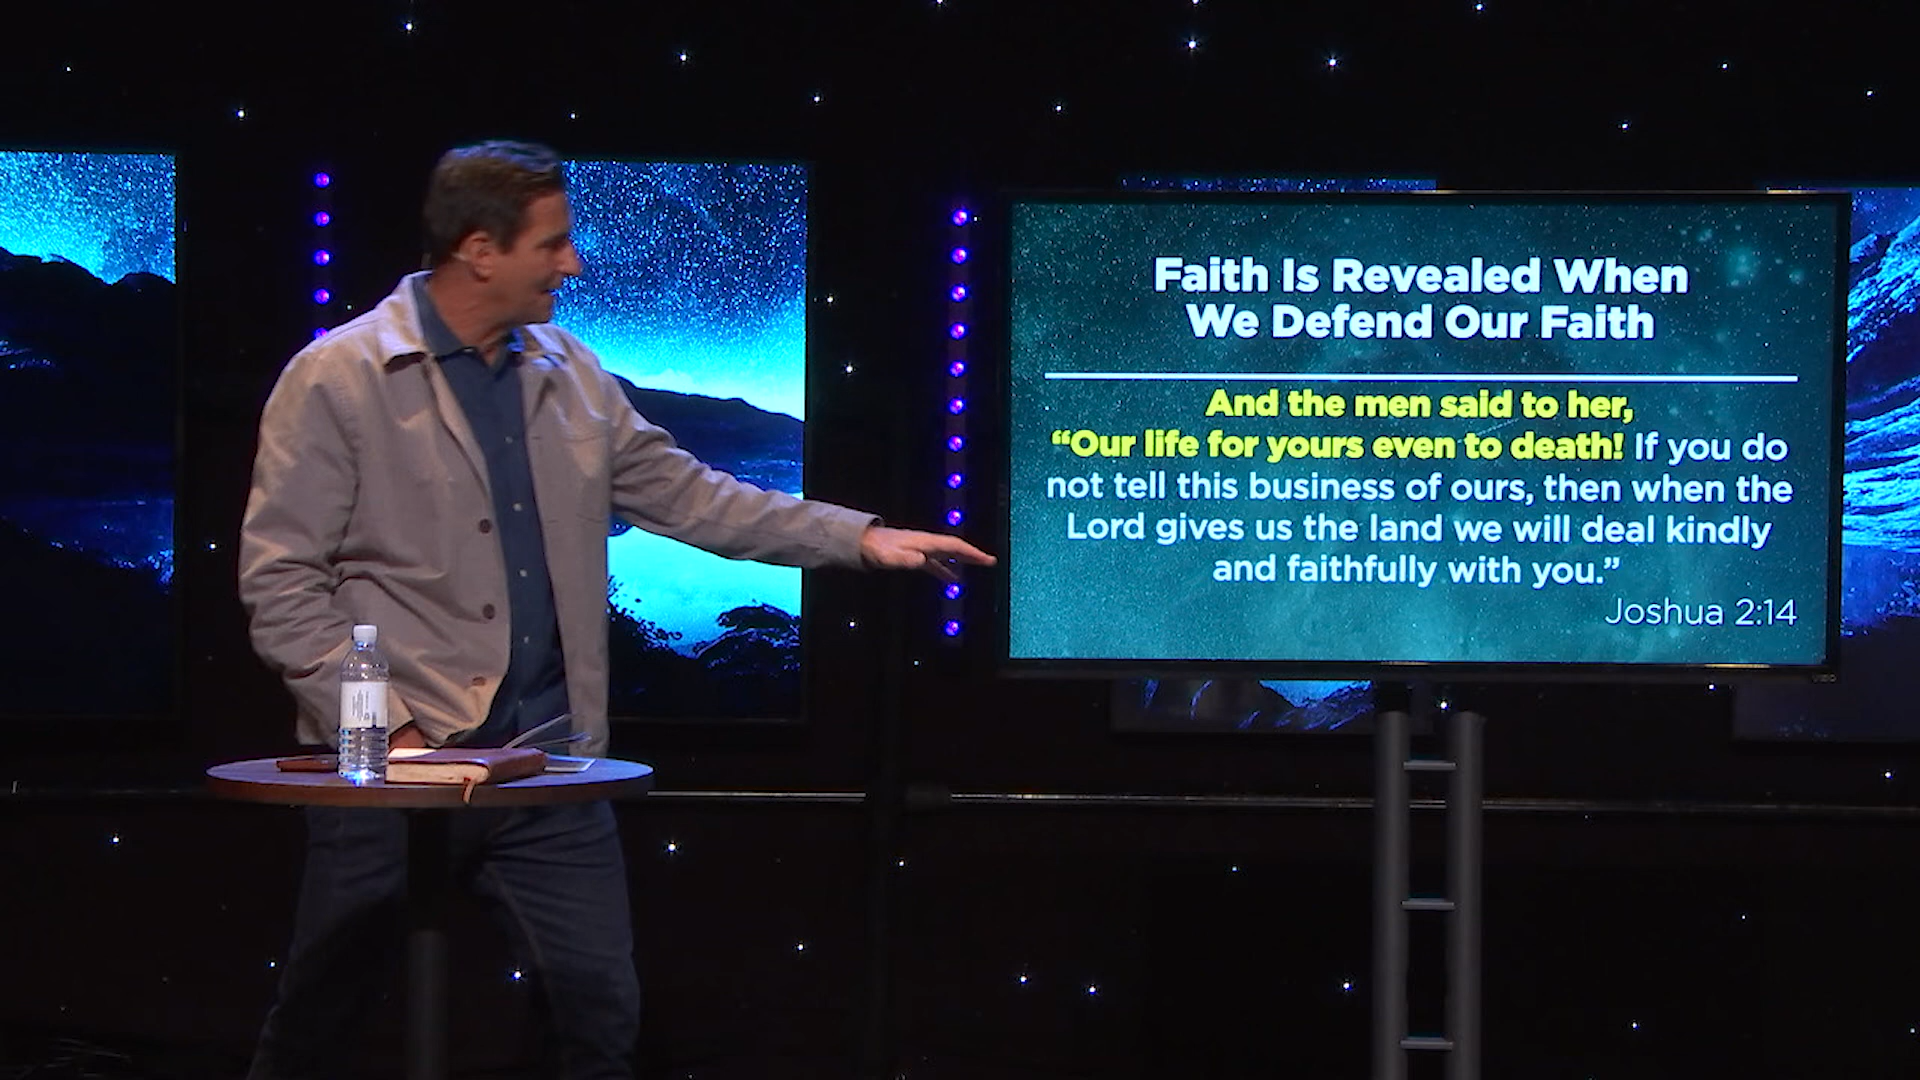 Faith Is Revealed When
We Defend Our Faith
And the men said to her,
“Our life for yours even to death! If you do
not tell this business of ours, then when the
Lord gives us the land we will deal kindly
and faithfully with you.”
Joshua 2:14
VIZIO